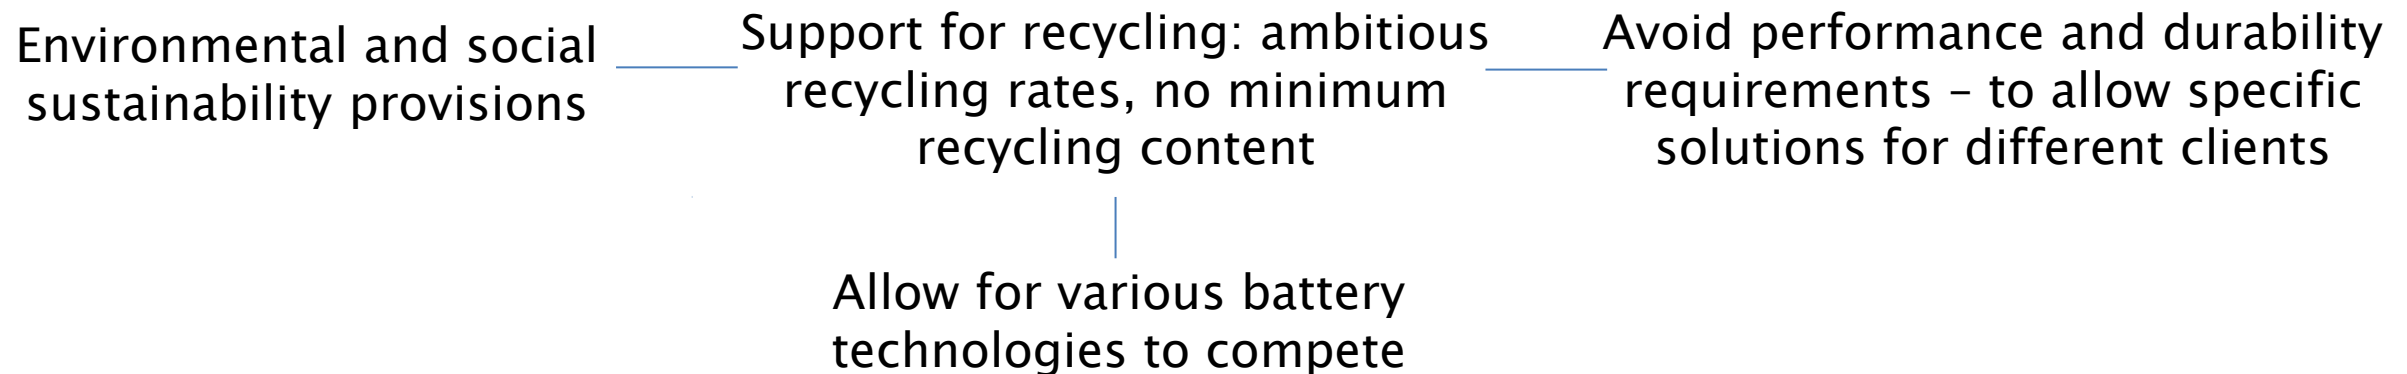 Environmental and social
sustainability provisions
Support for recycling: ambitious
recycling rates, no minimum
recycling content
Avoid performance and durability
requirements – to allow specific
solutions for different clients
Allow for various battery
technologies to compete